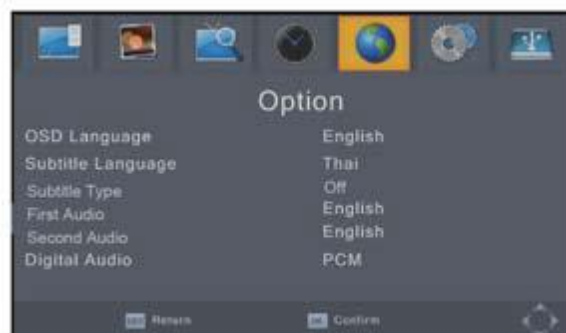 Option
OSD Language English
Subtitle Language Thai
Subtitle Type Off
First Audio English
Second Audio English
Digital Audio PCM
Return Confirm